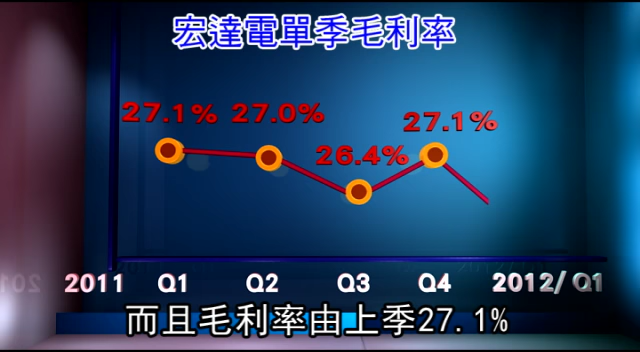 宏達電單季毛利率
27.1% 27.0% 26.4% 27.1%
2011 Q1 Q2 Q3 Q4 2012/ Q1
而且毛利率由上季27.1%